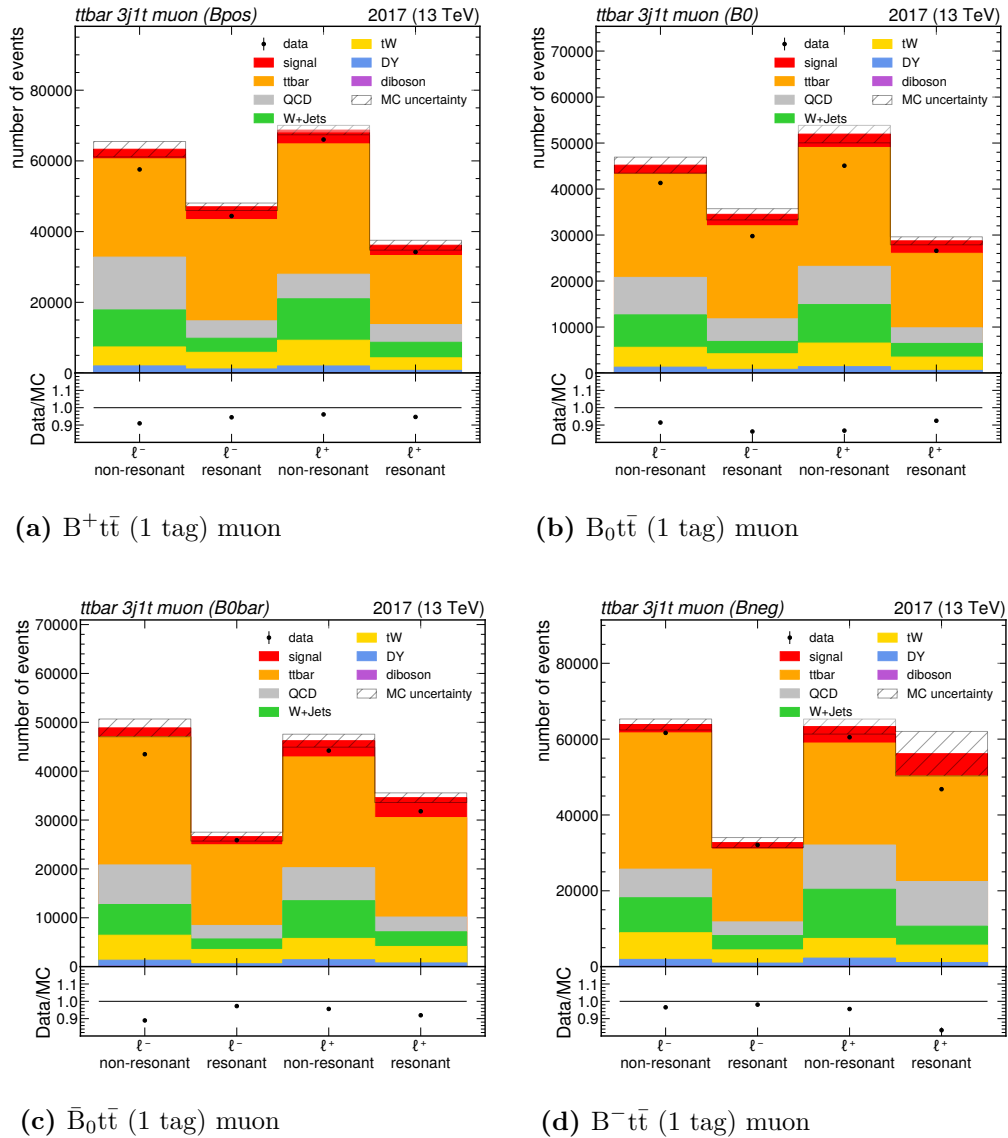 ttbar 3j1t muon (Bpos) 2017 (13 TeV)
number of events
data
signal
ttbar
QCD
W+Jets
tW
DY
diboson
MC uncertainty
80000
60000
40000
20000
0
Data/MC
1.1
1.0
0.9
ℓ⁻ ℓ⁻ ℓ⁺ ℓ⁺
non-resonant resonant non-resonant resonant
(a) B⁺tt̄ (1 tag) muon
ttbar 3j1t muon (B0) 2017 (13 TeV)
number of events
data
signal
ttbar
QCD
W+Jets
tW
DY
diboson
MC uncertainty
70000
60000
50000
40000
30000
20000
10000
0
Data/MC
1.1
1.0
0.9
ℓ⁻ ℓ⁻ ℓ⁺ ℓ⁺
non-resonant resonant non-resonant resonant
(b) B₀tt̄ (1 tag) muon
ttbar 3j1t muon (B0bar) 2017 (13 TeV)
number of events
data
signal
ttbar
QCD
W+Jets
tW
DY
diboson
MC uncertainty
70000
60000
50000
40000
30000
20000
10000
0
Data/MC
1.1
1.0
0.9
ℓ⁻ ℓ⁻ ℓ⁺ ℓ⁺
non-resonant resonant non-resonant resonant
(c) B̄₀tt̄ (1 tag) muon
ttbar 3j1t muon (Bneg) 2017 (13 TeV)
number of events
data
signal
ttbar
QCD
W+Jets
tW
DY
diboson
MC uncertainty
80000
60000
40000
20000
0
Data/MC
1.1
1.0
0.9
ℓ⁻ ℓ⁻ ℓ⁺ ℓ⁺
non-resonant resonant non-resonant resonant
(d) B⁻tt̄ (1 tag) muon